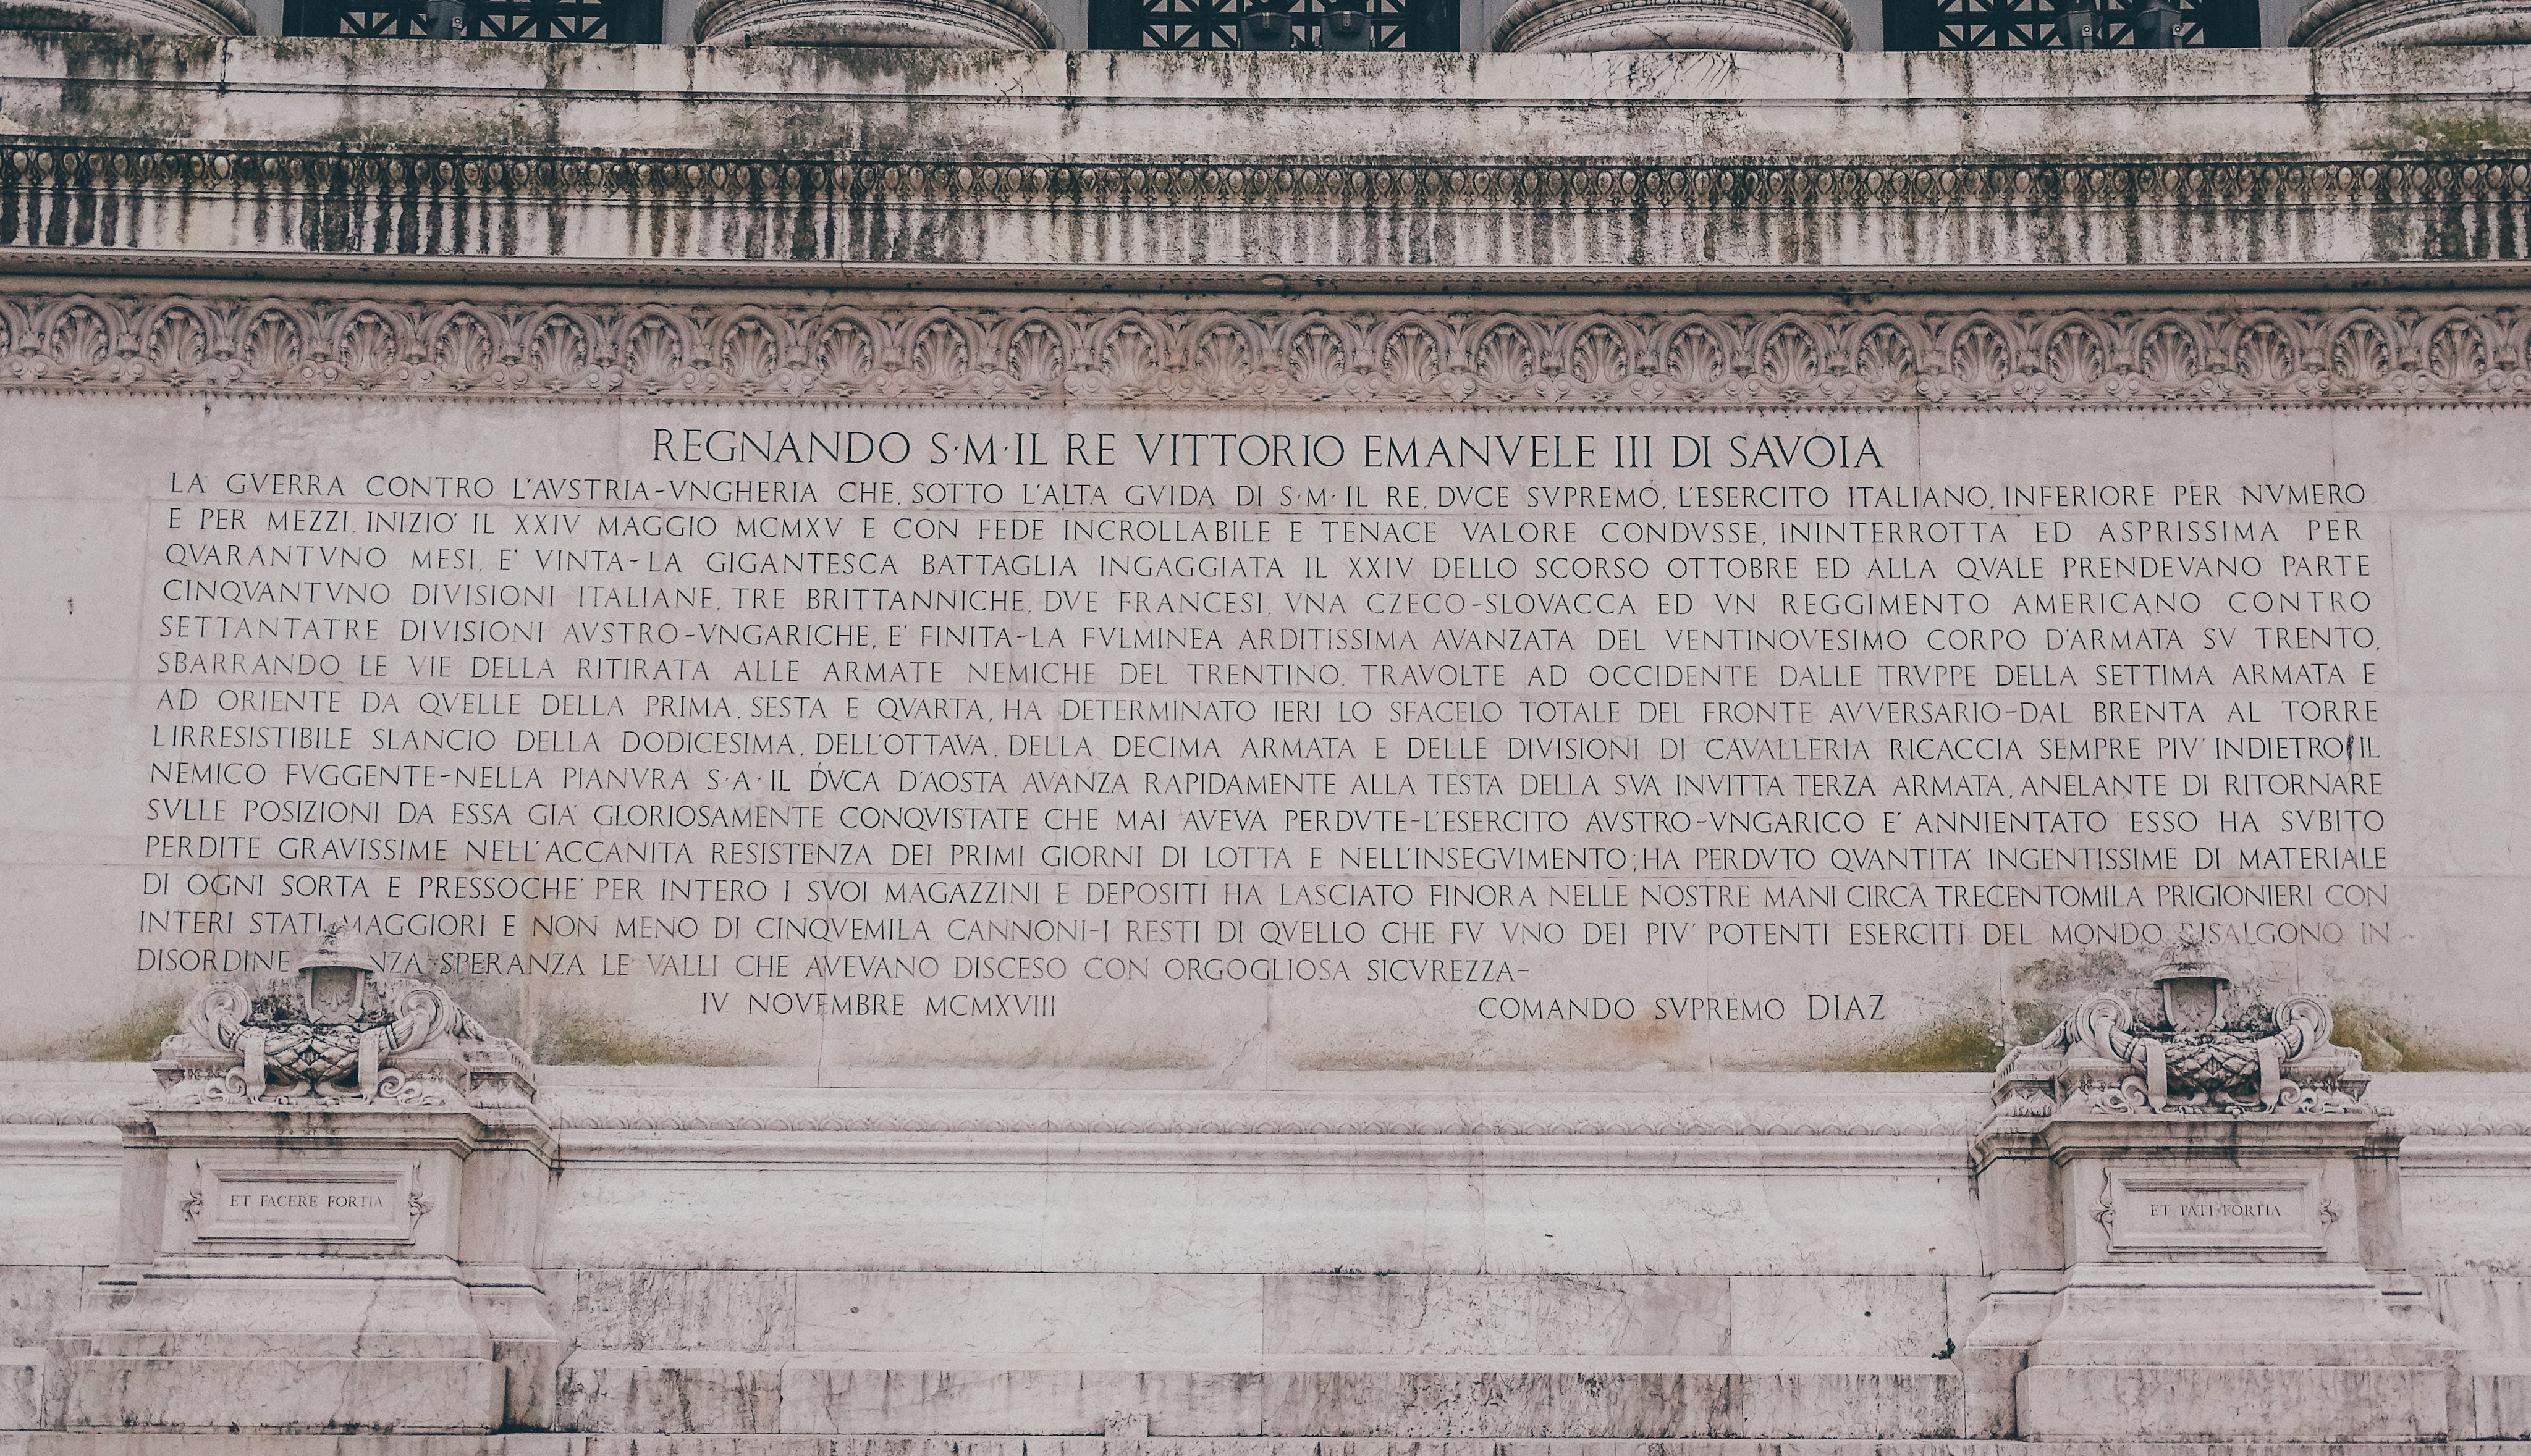 REGNANDO S·M·IL RE VITTORIO EMANVELE III DI SAVOIA
LA GVERRA CONTRO L'AVSTRIA-VNGHERIA CHE, SOTTO L'ALTA GVIDA DI S·M·IL RE, DVCE SVPREMO, L'ESERCITO ITALIANO, INFERIORE PER NVMERO
E PER MEZZI, INIZIO' IL XXIV MAGGIO MCMXV E CON FEDE INCROLLABILE E TENACE VALORE CONDVSSE, ININTERROTTA ED ASPRISSIMA PER
QVARANTVNO MESI, E' VINTA-LA GIGANTESCA BATTAGLIA INGAGGIATA IL XXIV DELLO SCORSO OTTOBRE ED ALLA QVALE PRENDEVANO PARTE
CINQVANTVNO DIVISIONI ITALIANE, TRE BRITTANNICHE, DVE FRANCESI, VNA CZECO-SLOVACCA ED VN REGGIMENTO AMERICANO CONTRO
SETTANTATRE DIVISIONI AVSTRO-VNGARICHE, E' FINITA-LA FVLMINEA ARDITISSIMA AVANZATA DEL VENTINOVESIMO CORPO D'ARMATA SV TRENTO,
SBARRANDO LE VIE DELLA RITIRATA ALLE ARMATE NEMICHE DEL TRENTINO, TRAVOLTE AD OCCIDENTE DALLE TRVPPE DELLA SETTIMA ARMATA E
AD ORIENTE DA QVELLE DELLA PRIMA, SESTA E QVARTA, HA DETERMINATO IERI LO SFACELO TOTALE DEL FRONTE AVVERSARIO-DAL BRENTA AL TORRE
L'IRRESISTIBILE SLANCIO DELLA DODICESIMA, DELL'OTTAVA, DELLA DECIMA ARMATA E DELLE DIVISIONI DI CAVALLERIA RICACCIA SEMPRE PIV' INDIETRO IL
NEMICO FVGGENTE-NELLA PIANVRA S·A·IL DVCA D'AOSTA AVANZA RAPIDAMENTE ALLA TESTA DELLA SVA INVITTA TERZA ARMATA, ANELANTE DI RITORNARE
SVLLE POSIZIONI DA ESSA GIA' GLORIOSAMENTE CONQVISTATE CHE MAI AVEVA PERDVTE-L'ESERCITO AVSTRO-VNGARICO E' ANNIENTATO ESSO HA SVBITO
PERDITE GRAVISSIME NELL'ACCANITA RESISTENZA DEI PRIMI GIORNI DI LOTTA E NELL'INSEGVIMENTO; HA PERDVTO QVANTITA' INGENTISSIME DI MATERIALE
DI OGNI SORTA E PRESSOCHE' PER INTERO I SVOI MAGAZZINI E DEPOSITI HA LASCIATO FINORA NELLE NOSTRE MANI CIRCA TRECENTOMILA PRIGIONIERI CON
INTERI STATI MAGGIORI E NON MENO DI CINQVEMILA CANNONI-I RESTI DI QVELLO CHE FV VNO DEI PIV' POTENTI ESERCITI DEL MONDO RISALGONO IN
DISORDINE SPERANZA LE VALLI CHE AVEVANO DISCESO CON ORGOGLIOSA SICVREZZA-
IV NOVEMBRE MCMXVIII COMANDO SVPREMO DIAZ
ET FACERE FORTIA
ET PATI FORTIA